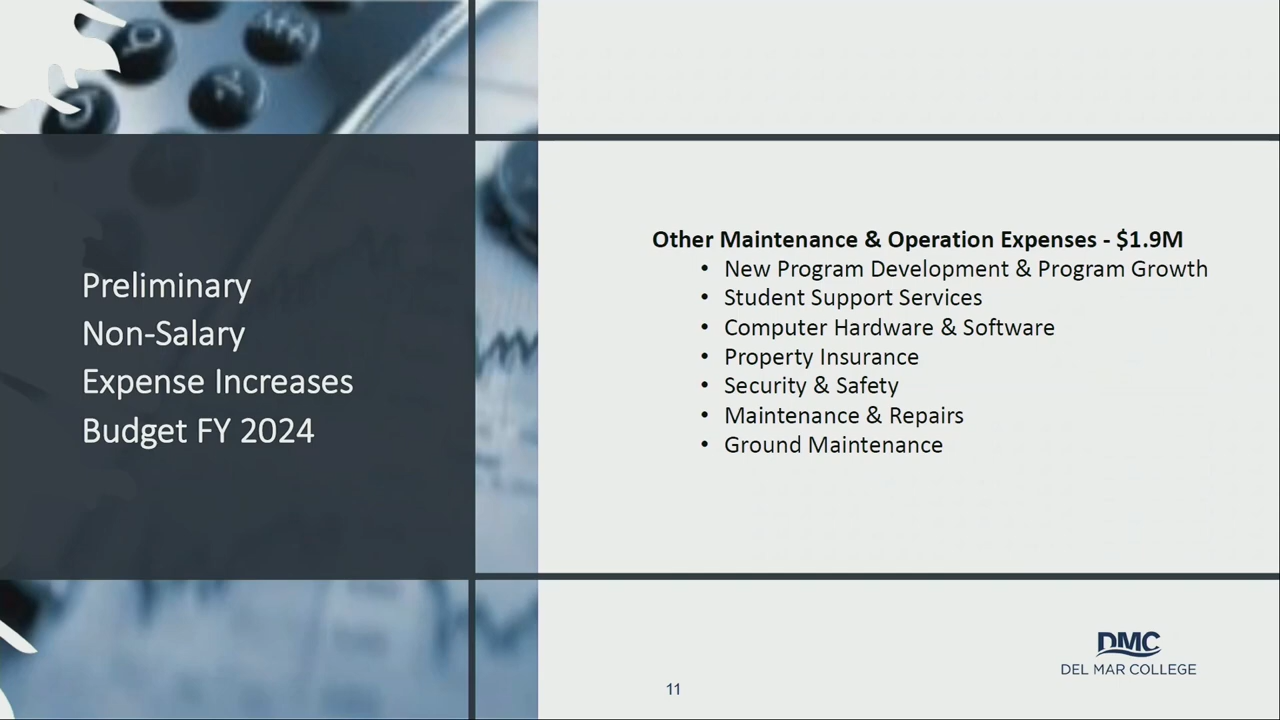 Preliminary
Non-Salary
Expense Increases
Budget FY 2024
Other Maintenance & Operation Expenses - $1.9M
• New Program Development & Program Growth
• Student Support Services
• Computer Hardware & Software
• Property Insurance
• Security & Safety
• Maintenance & Repairs
• Ground Maintenance
DMC
DEL MAR COLLEGE
11